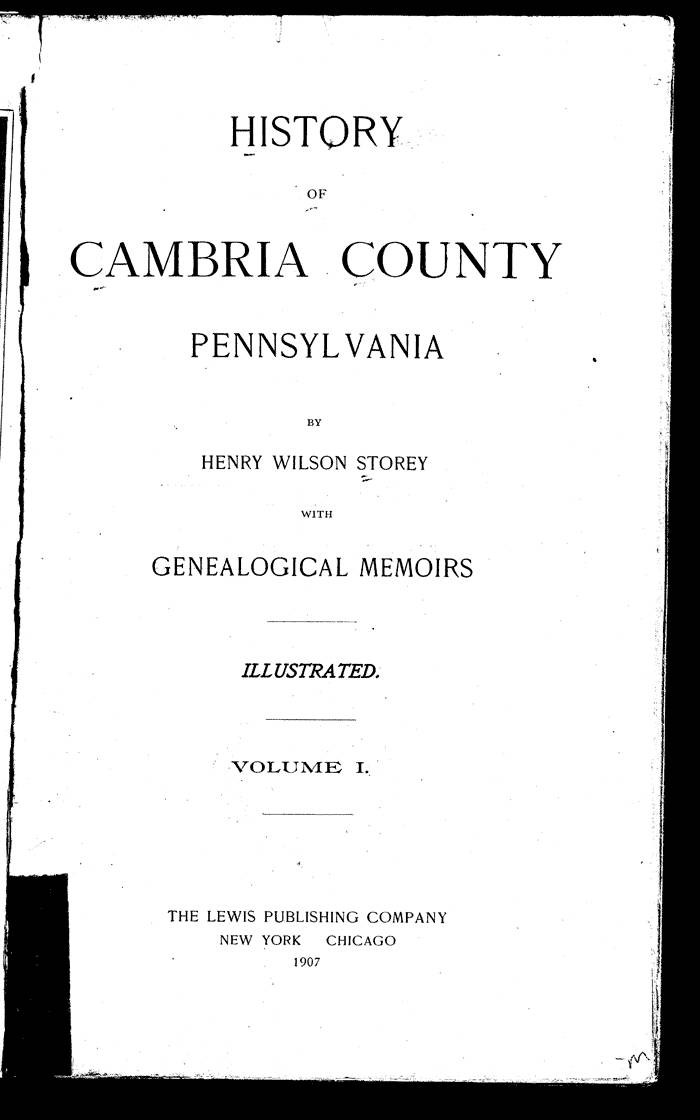 HISTORY
OF
CAMBRIA COUNTY
PENNSYLVANIA
BY
HENRY WILSON STOREY
WITH
GENEALOGICAL MEMOIRS
ILLUSTRATED.
VOLUME I.
THE LEWIS PUBLISHING COMPANY
NEW YORK CHICAGO
1907